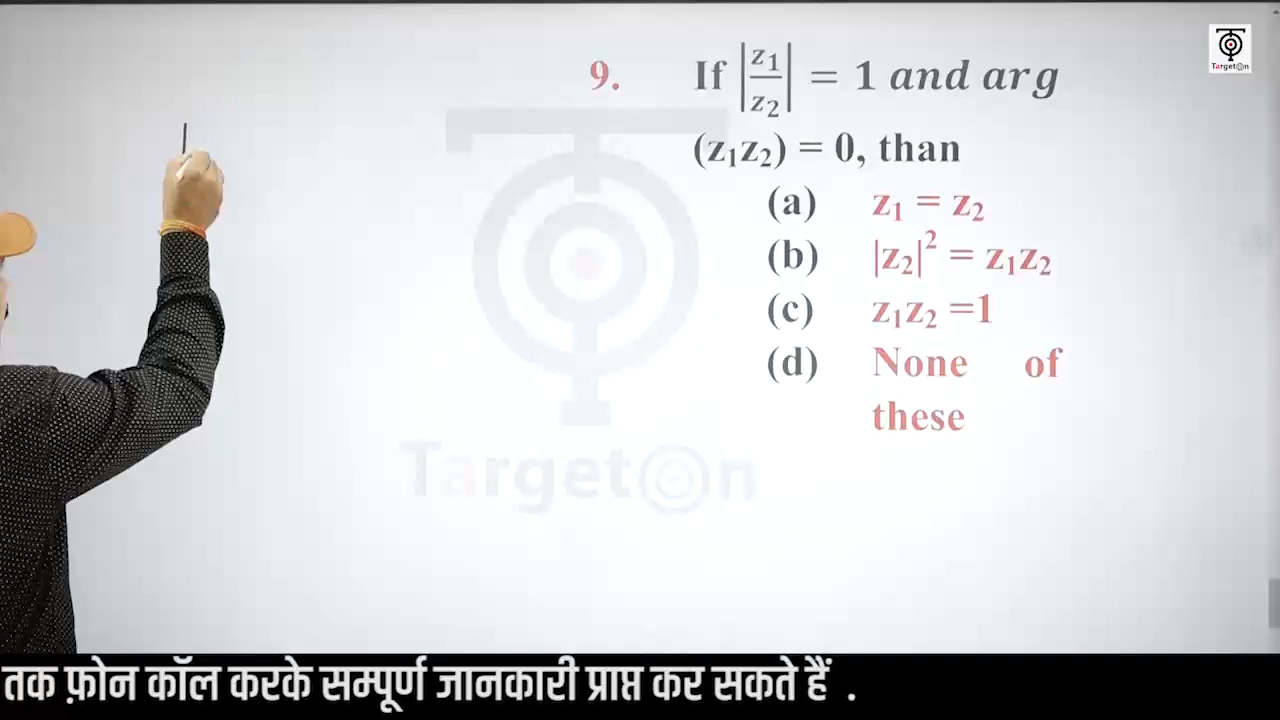 Target@n
9. If |z₁/z₂| = 1 and arg
(z₁z₂) = 0, than
(a) z₁ = z₂
(b) |z₂|² = z₁z₂
(c) z₁z₂ =1
(d) None of
these
Target@n
तक फ़ोन कॉल करके सम्पूर्ण जानकारी प्राप्त कर सकते हैं .